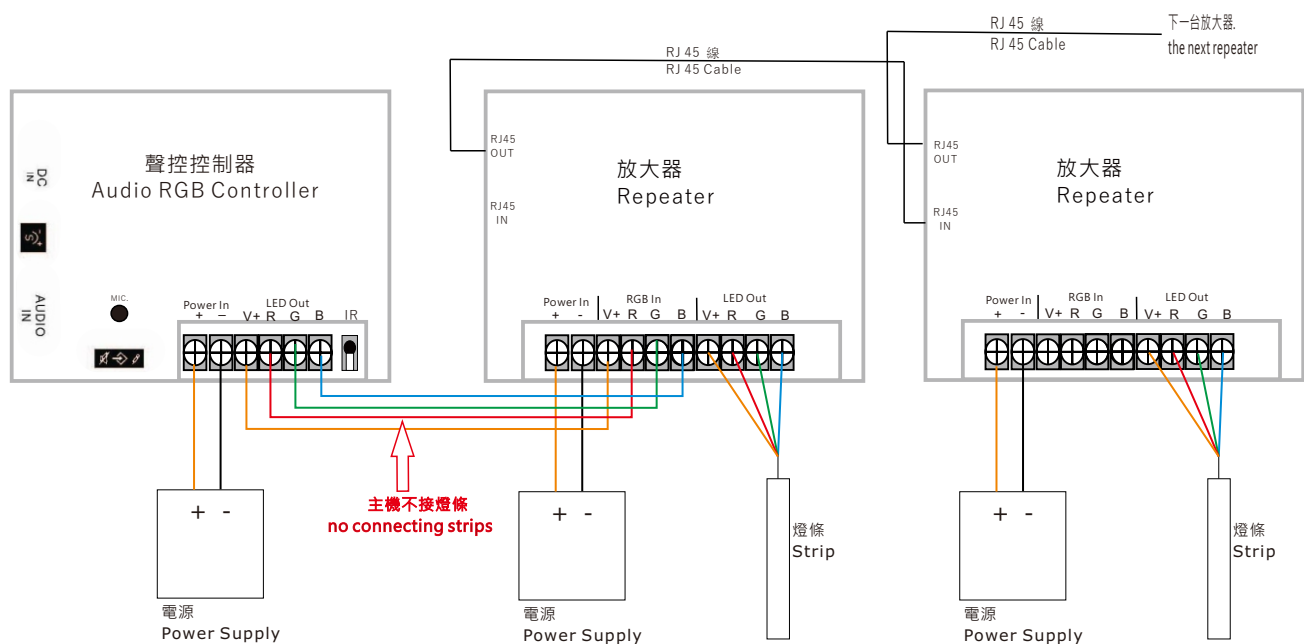 RJ 45 線
RJ 45 Cable
下一台放大器.
the next repeater
RJ 45 線
RJ 45 Cable
DC
IN
S
AUDIO
IN
聲控控制器
Audio RGB Controller
MIC.
Power In
LED Out
+ − V+ R G B IR
RJ45
OUT
RJ45
IN
放大器
Repeater
Power In
RGB In
LED Out
+ - V+ R G B V+ R G B
RJ45
OUT
RJ45
IN
放大器
Repeater
Power In
RGB In
LED Out
+ - V+ R G B V+ R G B
主機不接燈條
no connecting strips
+ -
電源
Power Supply
+ -
電源
Power Supply
燈條
Strip
+ -
電源
Power Supply
燈條
Strip